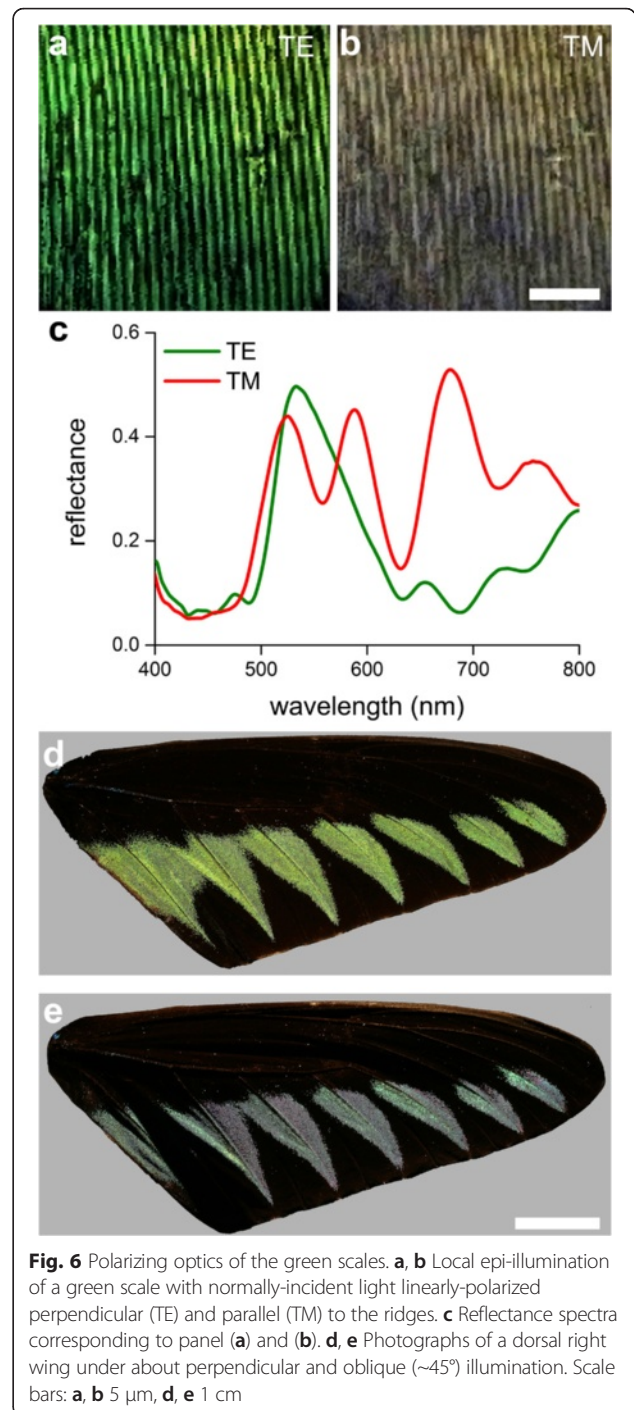 a
TE
b
TM
c
0.6
TE
TM
0.4
reflectance
0.2
0.0
400
500
600
700
800
wavelength (nm)
d
e
Fig. 6 Polarizing optics of the green scales. a, b Local epi-illumination
of a green scale with normally-incident light linearly-polarized
perpendicular (TE) and parallel (TM) to the ridges. c Reflectance spectra
corresponding to panel (a) and (b). d, e Photographs of a dorsal right
wing under about perpendicular and oblique (~45°) illumination. Scale
bars: a, b 5 μm, d, e 1 cm